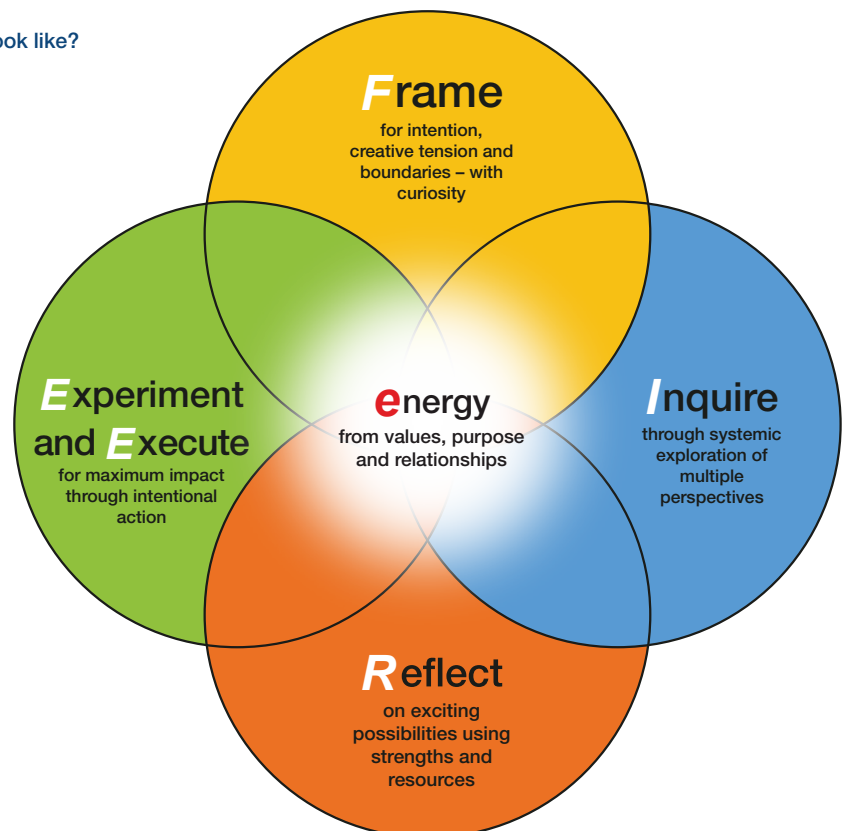 ook like?
Frame
for intention,
creative tension and
boundaries – with
curiosity
Experiment
and Execute
for maximum impact
through intentional
action
energy
from values, purpose
and relationships
Inquire
through systemic
exploration of
multiple
perspectives
Reflect
on exciting
possibilities using
strengths and
resources